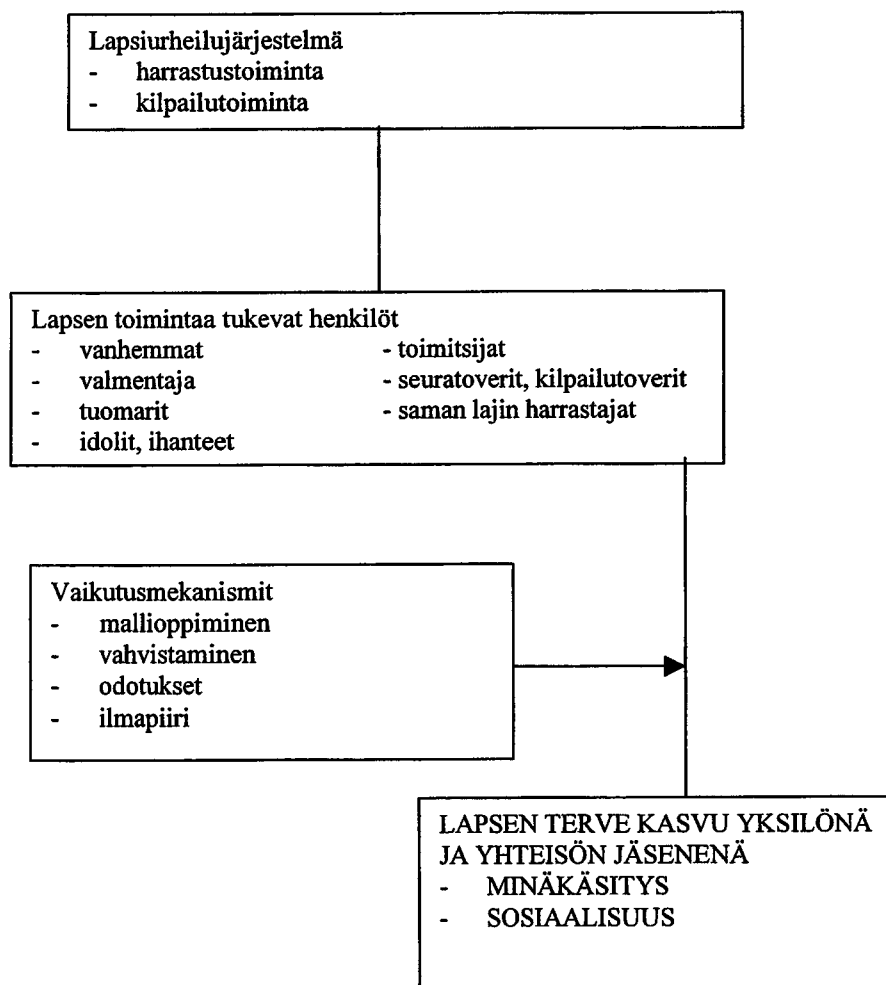 Lapsiurheilujärjestelmä
- harrastustoiminta
- kilpailutoiminta
Lapsen toimintaa tukevat henkilöt
- vanhemmat - toimitsijat
- valmentaja - seuratoverit, kilpailutoverit
- tuomarit - saman lajin harrastajat
- idolit, ihanteet
Vaikutusmekanismit
- mallioppiminen
- vahvistaminen
- odotukset
- ilmapiiri
LAPSEN TERVE KASVU YKSILÖNÄ
JA YHTEISÖN JÄSENENÄ
- MINÄKÄSITYS
- SOSIAALISUUS